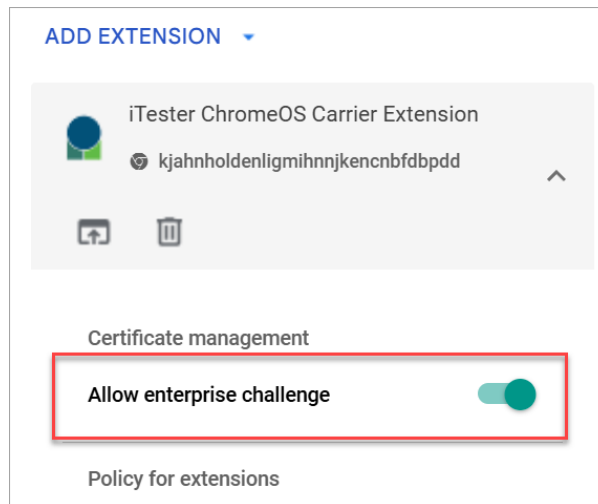 ADD EXTENSION
iTester ChromeOS Carrier Extension
kjahnholdenligmihnnjkencnbfdbpdd
Certificate management
Allow enterprise challenge
Policy for extensions